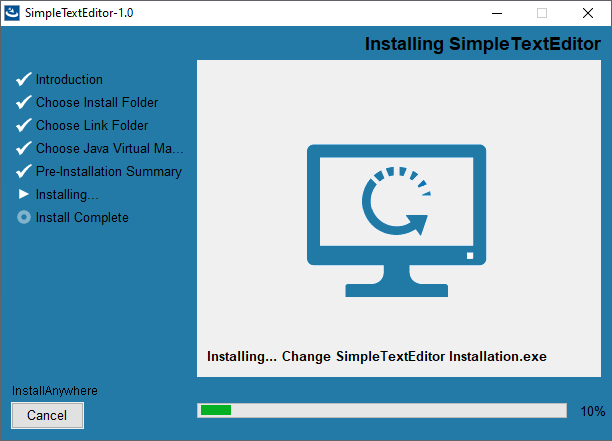 SimpleTextEditor-1.0
Installing SimpleTextEditor
Introduction
Choose Install Folder
Choose Link Folder
Choose Java Virtual Ma...
Pre-Installation Summary
Installing...
Install Complete
Installing... Change SimpleTextEditor Installation.exe
InstallAnywhere
Cancel
10%